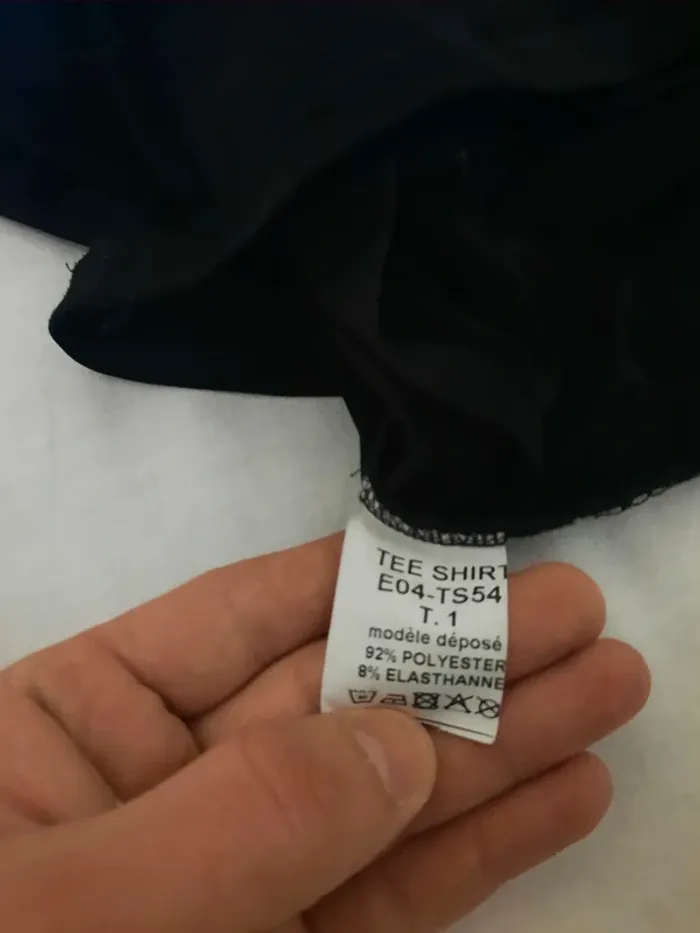 TEE SHIRT
E04-TS54
T. 1
modèle déposé
92% POLYESTER
8% ELASTHANNE